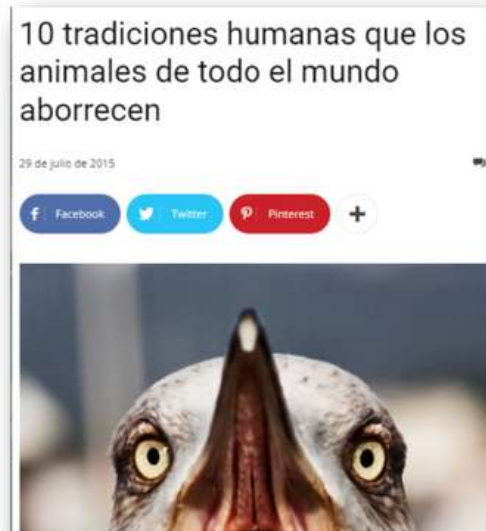 10 tradiciones humanas que los
animales de todo el mundo
aborrecen
29 de julio de 2015
Facebook Twitter Pinterest